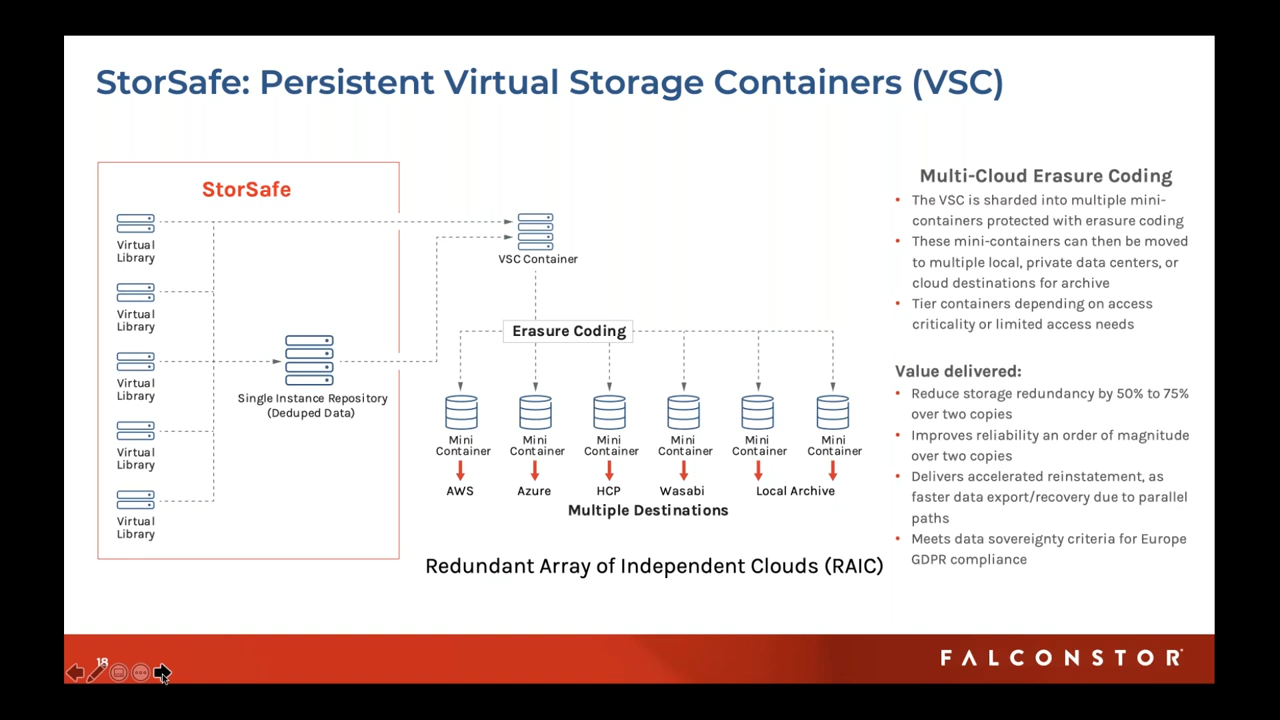 StorSafe: Persistent Virtual Storage Containers (VSC)
StorSafe
Virtual
Library
Virtual
Library
Virtual
Library
Virtual
Library
Virtual
Library
Single Instance Repository
(Deduped Data)
VSC Container
Erasure Coding
Mini
Container
Mini
Container
Mini
Container
Mini
Container
Mini
Container
Mini
Container
AWS
Azure
HCP
Wasabi
Local Archive
Multiple Destinations
Redundant Array of Independent Clouds (RAIC)
Multi-Cloud Erasure Coding
• The VSC is sharded into multiple mini-
containers protected with erasure coding
• These mini-containers can then be moved
to multiple local, private data centers, or
cloud destinations for archive
• Tier containers depending on access
criticality or limited access needs
Value delivered:
• Reduce storage redundancy by 50% to 75%
over two copies
• Improves reliability an order of magnitude
over two copies
• Delivers accelerated reinstatement, as
faster data export/recovery due to parallel
paths
• Meets data sovereignty criteria for Europe
GDPR compliance
18
FALCONSTOR